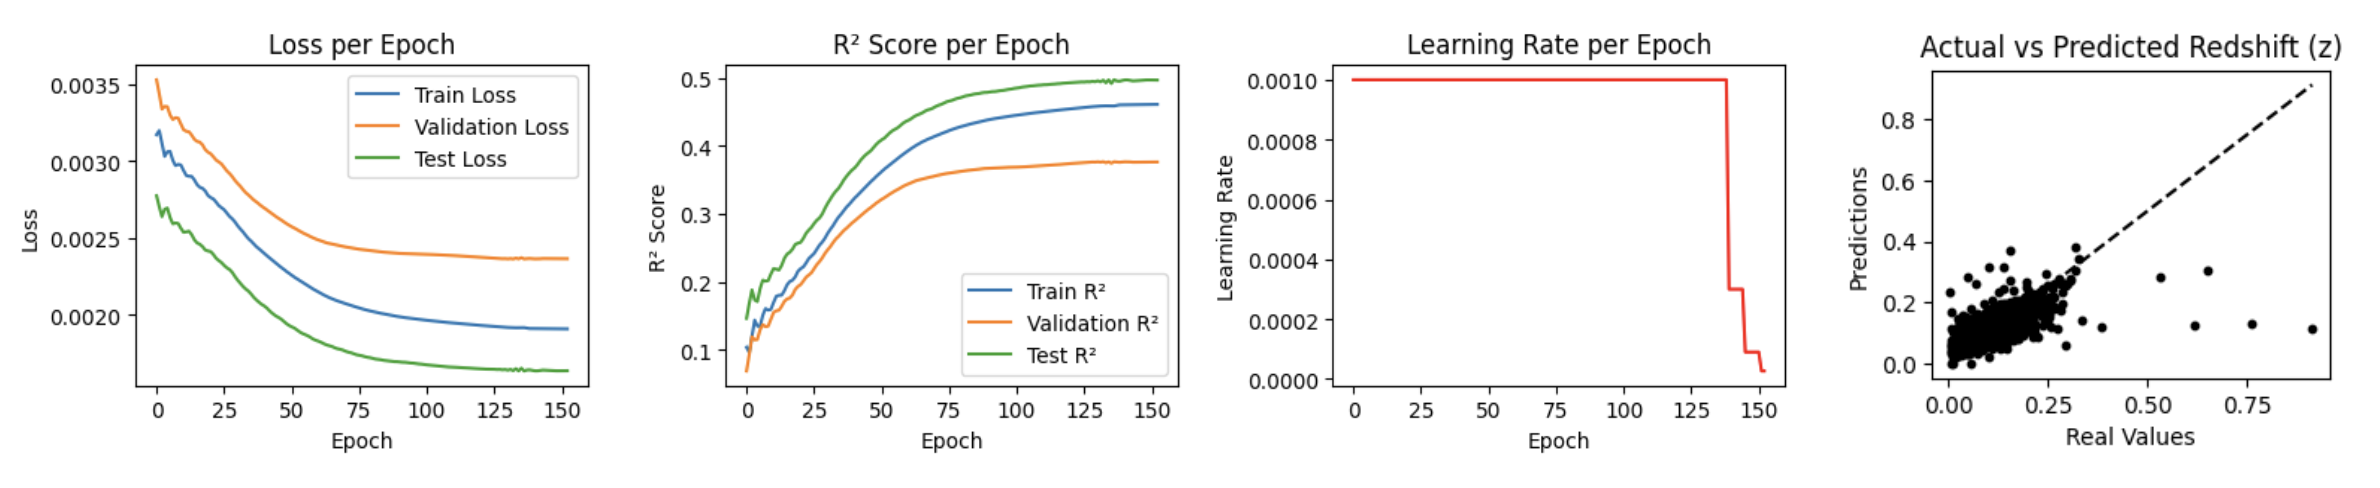 Loss per Epoch
0.0035
0.0030
0.0025
0.0020
Loss
Train Loss
Validation Loss
Test Loss
0 25 50 75 100 125 150
Epoch
R² Score per Epoch
0.5
0.4
0.3
0.2
0.1
R² Score
Train R²
Validation R²
Test R²
0 25 50 75 100 125 150
Epoch
Learning Rate per Epoch
0.0010
0.0008
0.0006
0.0004
0.0002
0.0000
Learning Rate
0 25 50 75 100 125 150
Epoch
Actual vs Predicted Redshift (z)
0.8
0.6
0.4
0.2
0.0
Predictions
0.00 0.25 0.50 0.75
Real Values